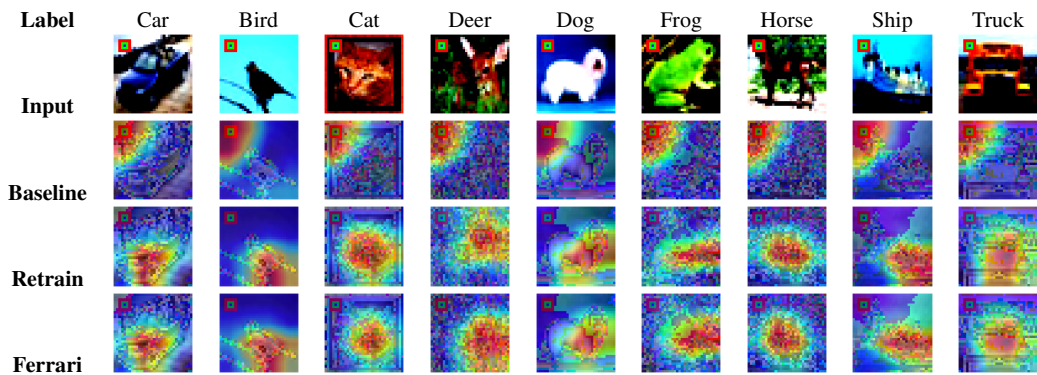 Label Car Bird Cat Deer Dog Frog Horse Ship Truck
Input
Baseline
Retrain
Ferrari